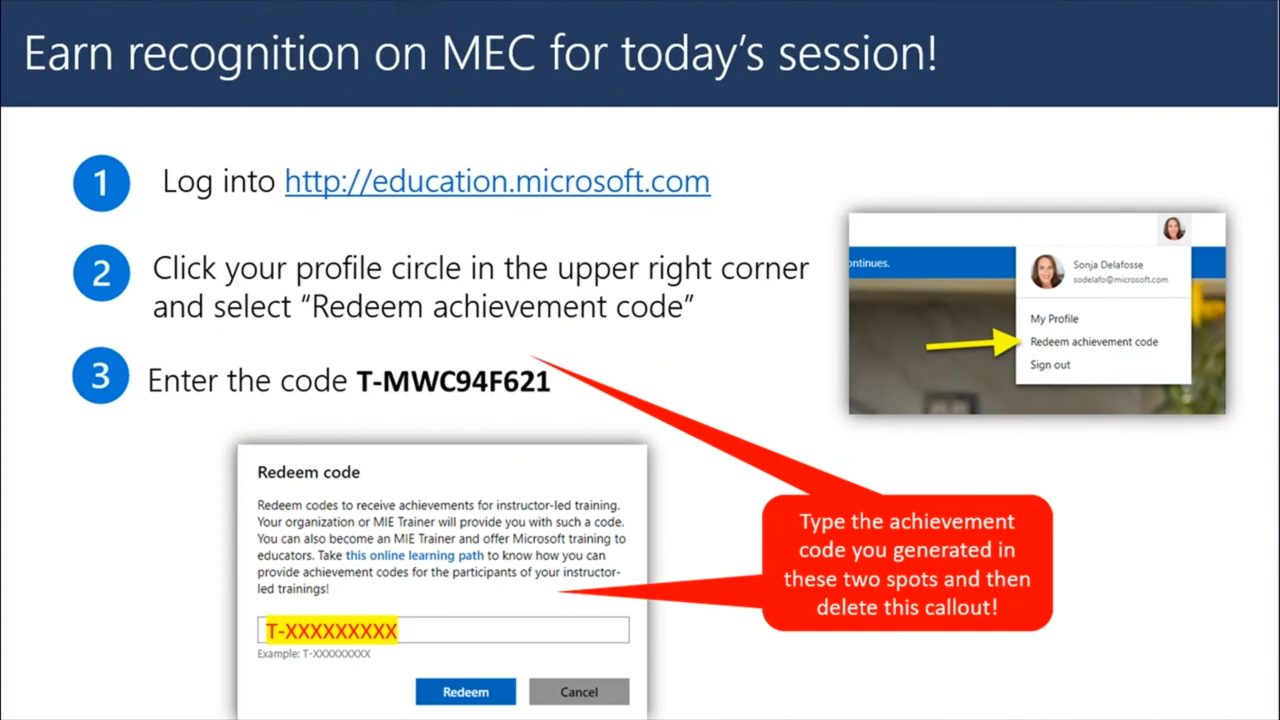 Earn recognition on MEC for today's session!
1
Log into http://education.microsoft.com
2
Click your profile circle in the upper right corner
and select “Redeem achievement code”
3
Enter the code T-MWC94F621
ontinues.
Sonja Delafosse
sodelafo@microsoft.com
My Profile
Redeem achievement code
Sign out
Redeem code
Redeem codes to receive achievements for instructor-led training.
Your organization or MIE Trainer will provide you with such a code.
You can also become an MIE Trainer and offer Microsoft training to
educators. Take this online learning path to know how you can
provide achievement codes for the participants of your instructor-
led trainings!
T-XXXXXXXXX
Example: T-XXXXXXXXX
Redeem
Cancel
Type the achievement
code you generated in
these two spots and then
delete this callout!